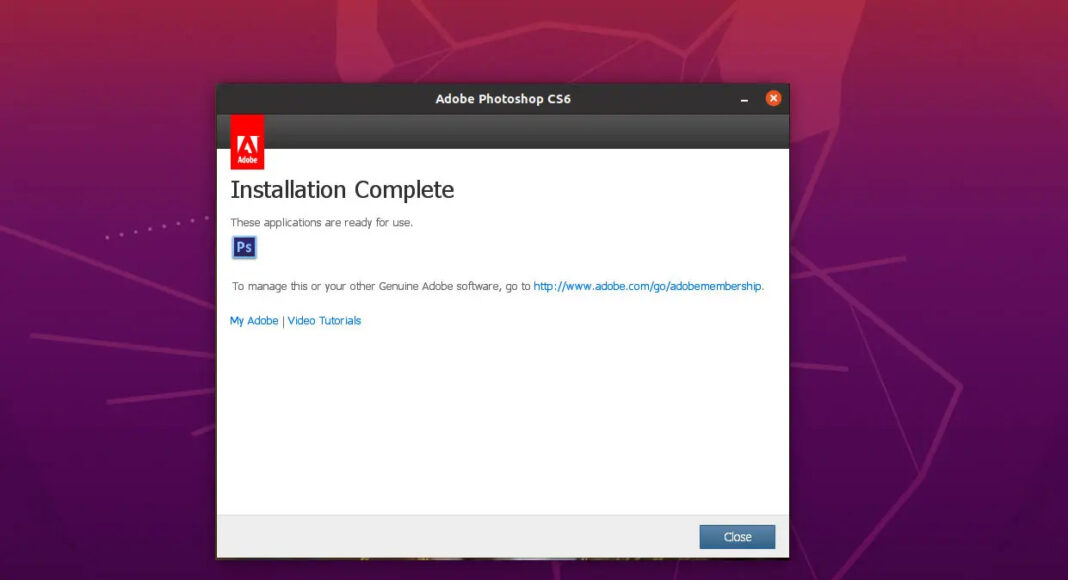 Adobe Photoshop CS6
Adobe
Installation Complete
These applications are ready for use.
Ps
To manage this or your other Genuine Adobe software, go to http://www.adobe.com/go/adobemembership.
My Adobe | Video Tutorials
Close